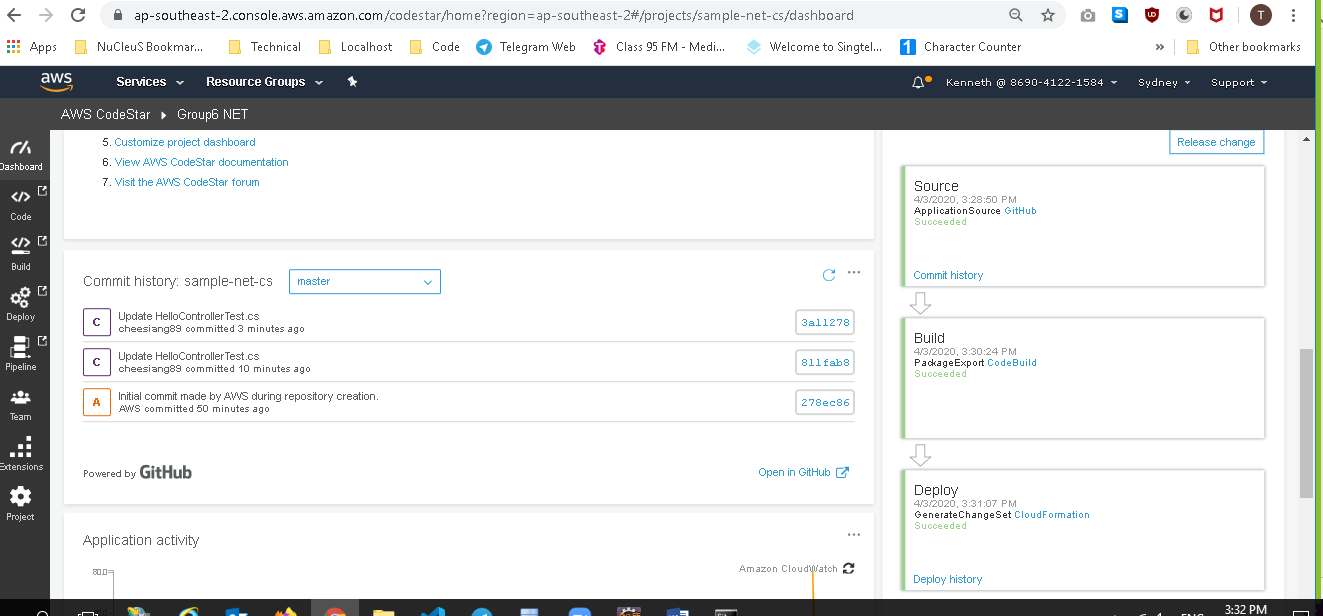 ap-southeast-2.console.aws.amazon.com/codestar/home?region=ap-southeast-2#/projects/sample-net-cs/dashboard
T
Apps
NuCleuS Bookmar...
Technical
Localhost
Code
Telegram Web
Class 95 FM - Medi...
Welcome to Singtel...
1
Character Counter
»
Other bookmarks
aws
Services
Resource Groups
Kenneth @ 8690-4122-1584
Sydney
Support
AWS CodeStar
Group6 NET
Dashboard
Code
Build
Deploy
Pipeline
Team
Extensions
Project
5. Customize project dashboard
6. View AWS CodeStar documentation
7. Visit the AWS CodeStar forum
Commit history: sample-net-cs
master
C
Update HelloControllerTest.cs
cheesiang89 committed 3 minutes ago
3a11278
C
Update HelloControllerTest.cs
cheesiang89 committed 10 minutes ago
811fab8
A
Initial commit made by AWS during repository creation.
AWS committed 50 minutes ago
278ec86
Powered by GitHub
Open in GitHub
Application activity
Amazon CloudWatch
80.0
Release change
Source
4/3/2020, 3:28:50 PM
ApplicationSource GitHub
Succeeded
Commit history
Build
4/3/2020, 3:30:24 PM
PackageExport CodeBuild
Succeeded
Deploy
4/3/2020, 3:31:07 PM
GenerateChangeSet CloudFormation
Succeeded
Deploy history
3:32 PM